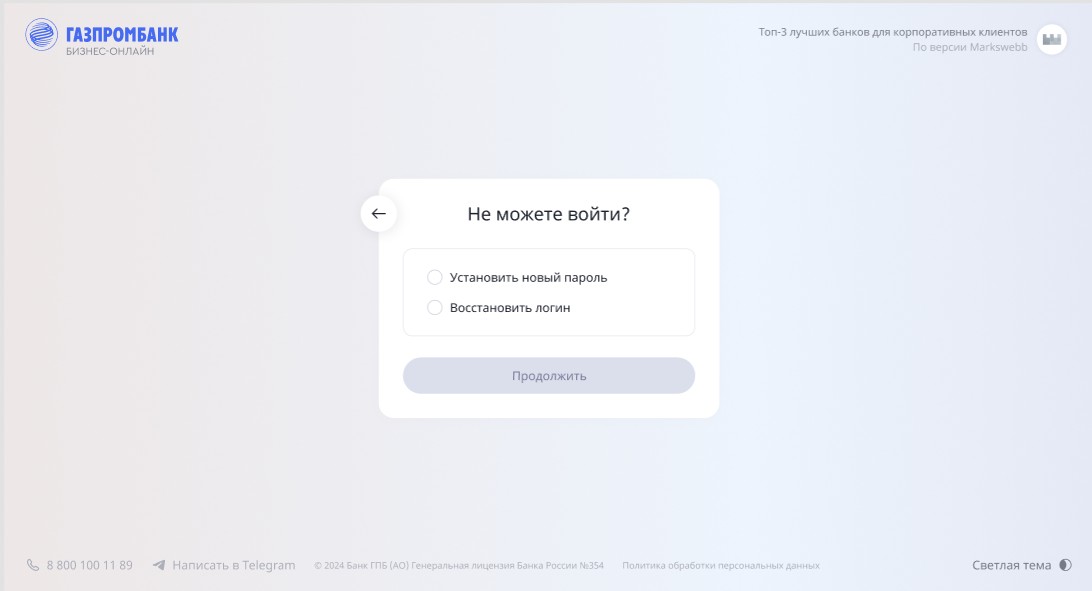 ГАЗПРОМБАНК
БИЗНЕС-ОНЛАЙН
Топ-3 лучших банков для корпоративных клиентов
По версии Markswebb
Не можете войти?
Установить новый пароль
Восстановить логин
Продолжить
8 800 100 11 89 Написать в Telegram © 2024 Банк ГПБ (АО) Генеральная лицензия Банка России №354 Политика обработки персональных данных Светлая тема